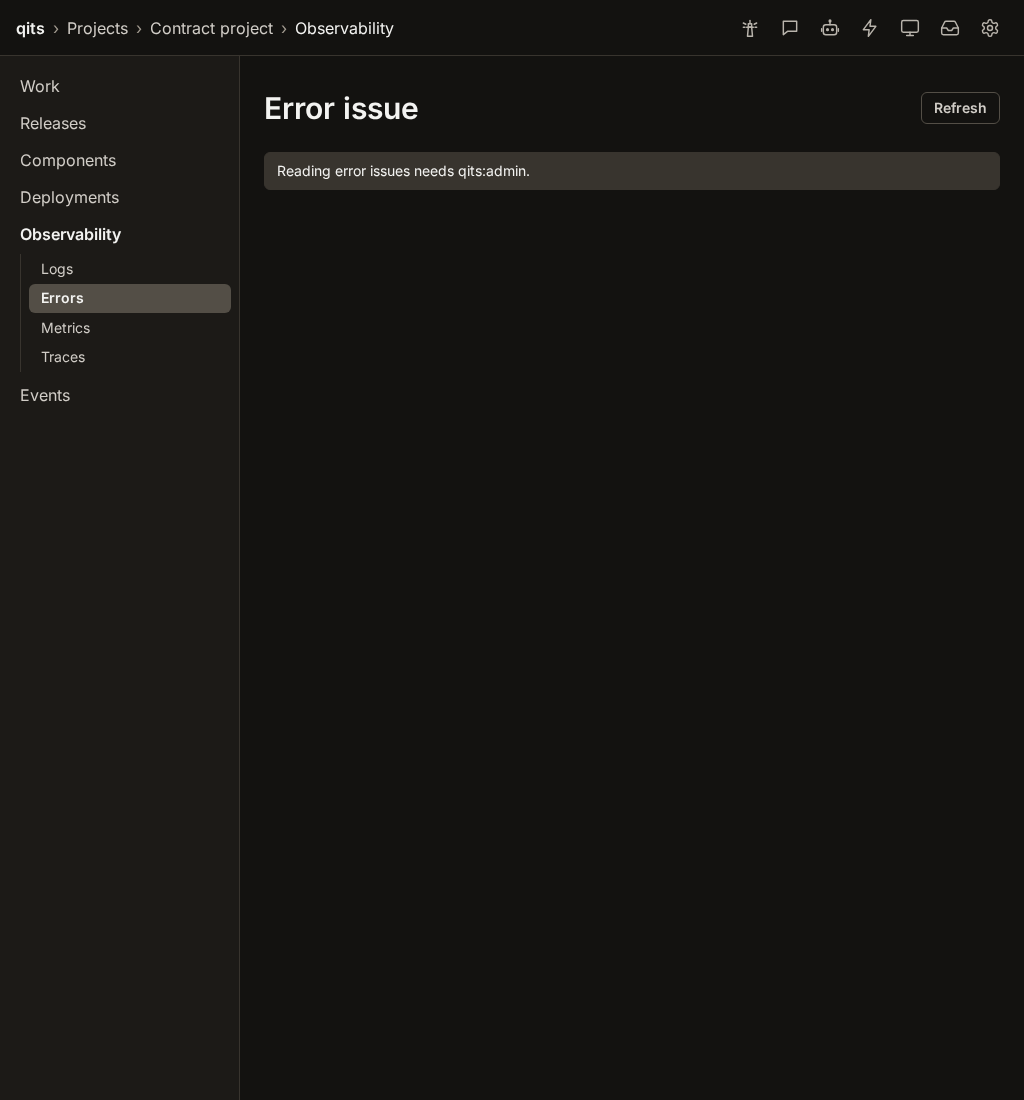 qits › Projects › Contract project › Observability
Work
Releases
Components
Deployments
Observability
Logs
Errors
Metrics
Traces
Events
Error issue
Refresh
Reading error issues needs qits:admin.